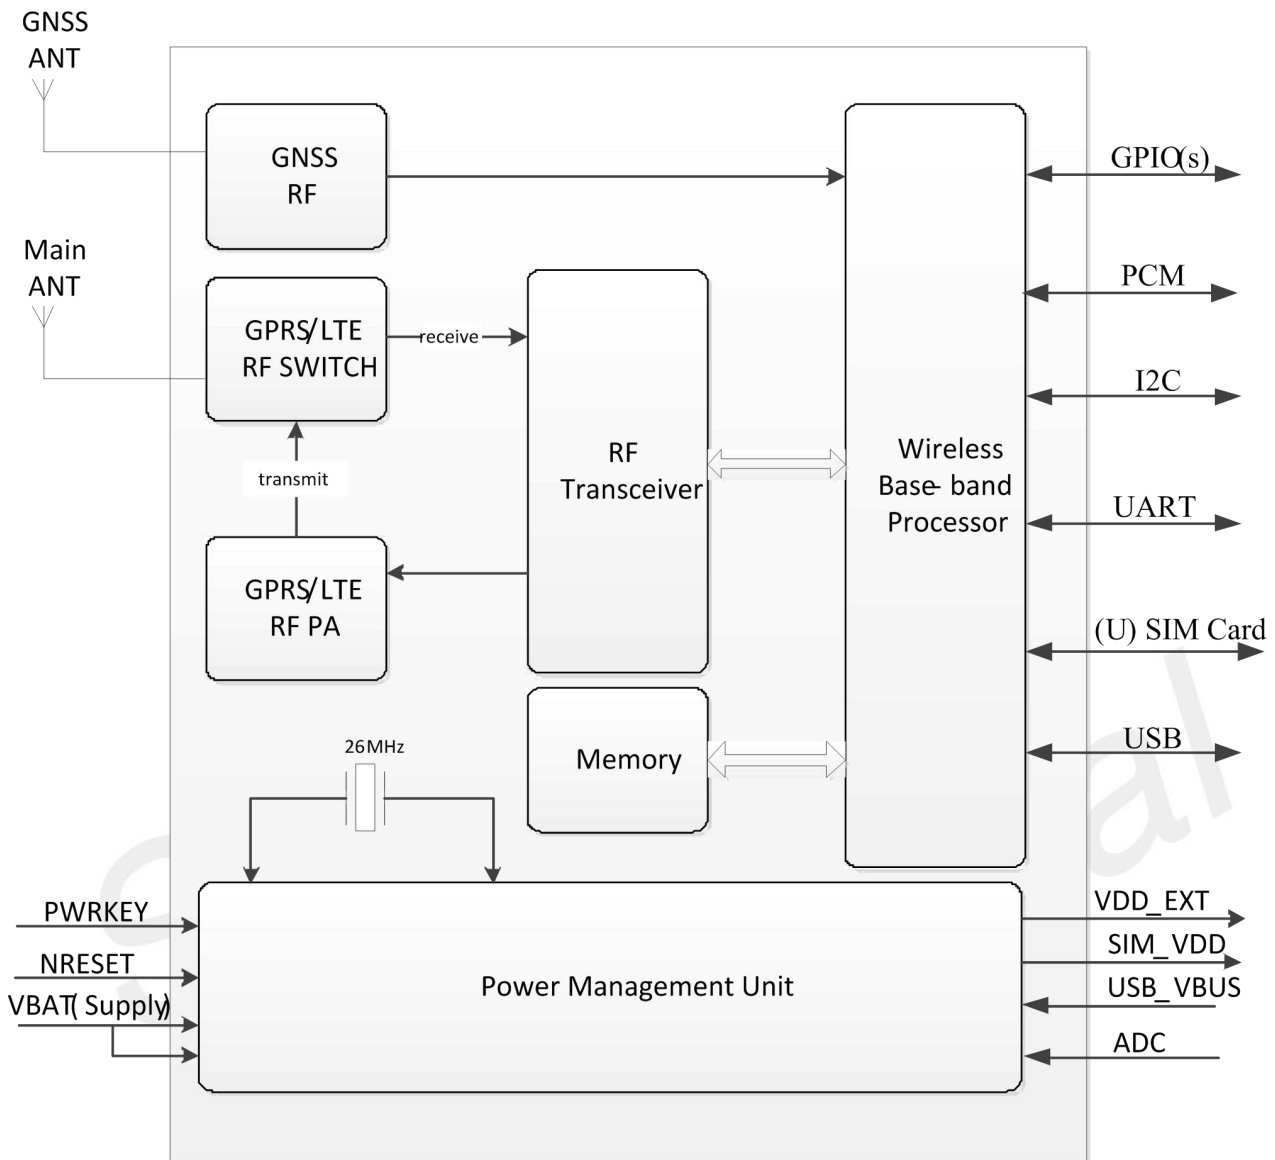 GNSS
ANT
GNSS
RF
GPIO(s)
Main
ANT
PCM
GPRS/LTE
RF SWITCH
receive
I2C
RF
Transceiver
Wireless
Base- band
Processor
transmit
UART
GPRS/LTE
RF PA
(U) SIM Card
26MHz
Memory
USB
PWRKEY
NRESET
VBAT( Supply)
Power Management Unit
VDD_EXT
SIM_VDD
USB_VBUS
ADC